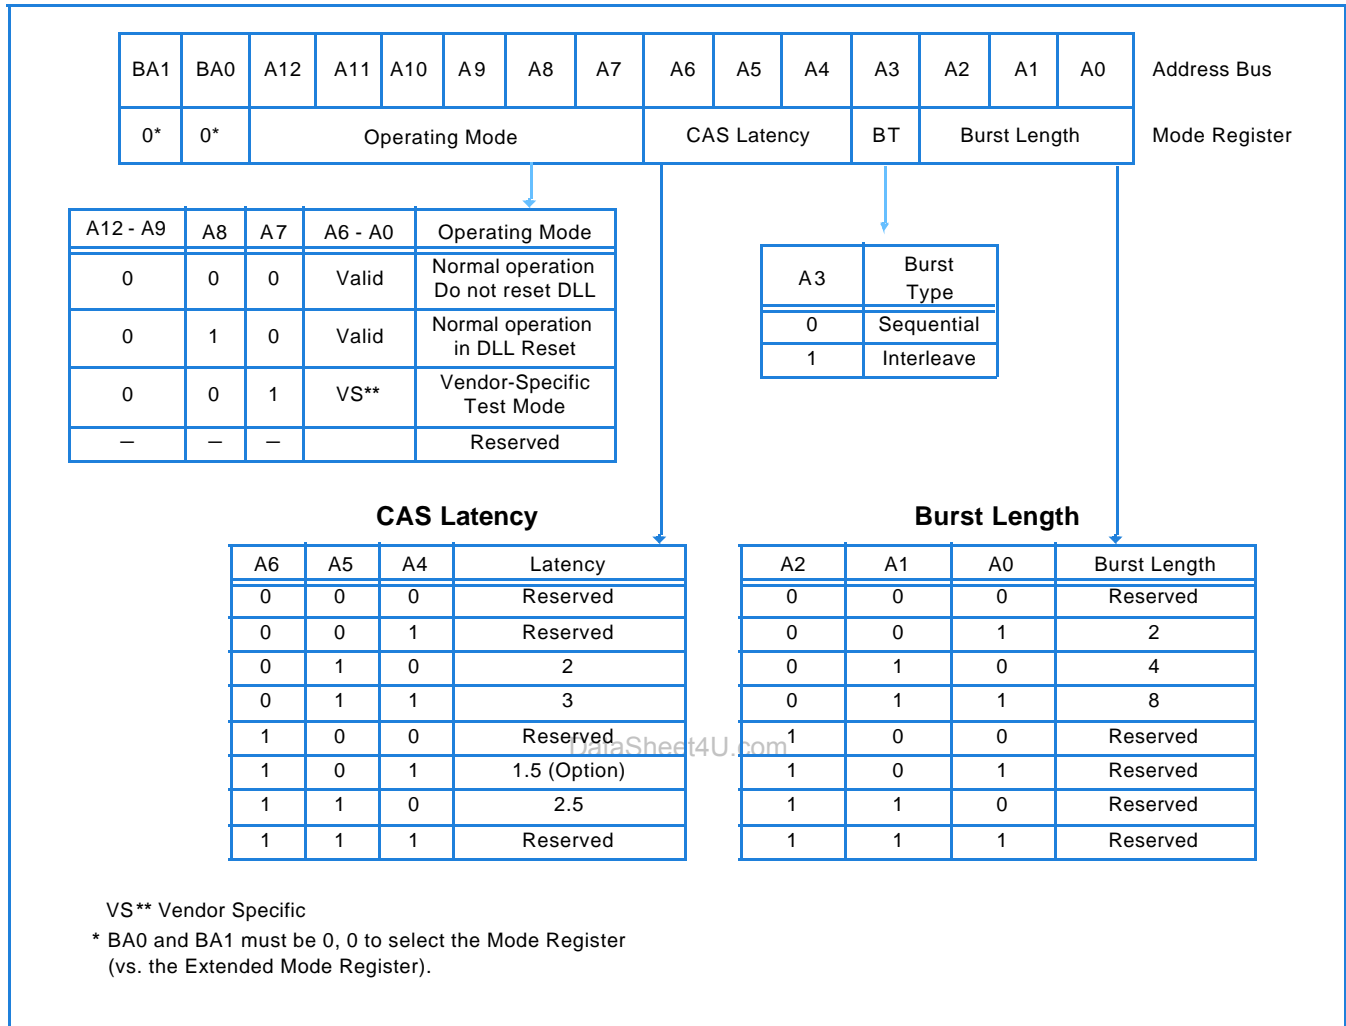 BA1 BA0 A12 A11 A10 A9 A8 A7 A6 A5 A4 A3 A2 A1 A0 Address Bus
0* 0* Operating Mode CAS Latency BT Burst Length Mode Register
A12 - A9 A8 A7 A6 - A0 Operating Mode
0 0 0 Valid Normal operation
Do not reset DLL
0 1 0 Valid Normal operation
in DLL Reset
0 0 1 VS** Vendor-Specific
Test Mode
— — — Reserved
A3 Burst
Type
0 Sequential
1 Interleave
CAS Latency
A6 A5 A4 Latency
0 0 0 Reserved
0 0 1 Reserved
0 1 0 2
0 1 1 3
1 0 0 Reserved
1 0 1 1.5 (Option)
1 1 0 2.5
1 1 1 Reserved
DataSheet4U.com
Burst Length
A2 A1 A0 Burst Length
0 0 0 Reserved
0 0 1 2
0 1 0 4
0 1 1 8
1 0 0 Reserved
1 0 1 Reserved
1 1 0 Reserved
1 1 1 Reserved
VS** Vendor Specific
* BA0 and BA1 must be 0, 0 to select the Mode Register
(vs. the Extended Mode Register).